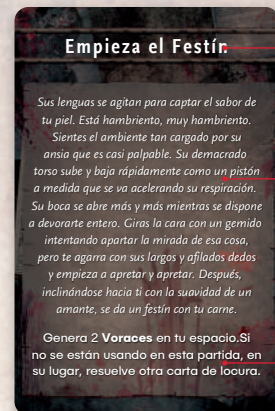 Empieza el Festín
Sus lenguas se agitan para captar el sabor de
tu piel. Está hambriento, muy hambriento.
Sientes el ambiente tan cargado por su
ansia que es casi palpable. Su demacrado
torso sube y baja rápidamente como un pistón
a medida que se va acelerando su respiración.
Su boca se abre más y más mientras se dispone
a devorarte entero. Giras la cara con un gemido
intentando apartar la mirada de esa cosa,
pero te agarra con sus largos y afilados dedos
y empieza a apretar y apretar. Después,
inclinándose hacia ti con la suavidad de un
amante, se da un festín con tu carne.
Genera 2 Voraces en tu espacio.Si
no se están usando en esta partida, en
su lugar, resuelve otra carta de locura.